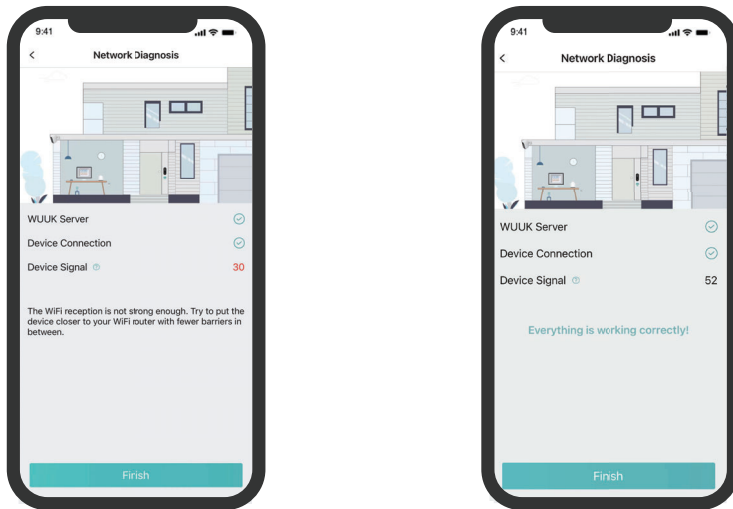 9:41
Network Diagnosis
WUUK Server
Device Connection
Device Signal
30
The WiFi reception is not strong enough. Try to put the
device closer to your WiFi router with fewer barriers in
between.
Finish
9:41
Network Diagnosis
WUUK Server
Device Connection
Device Signal
52
Everything is working correctly!
Finish